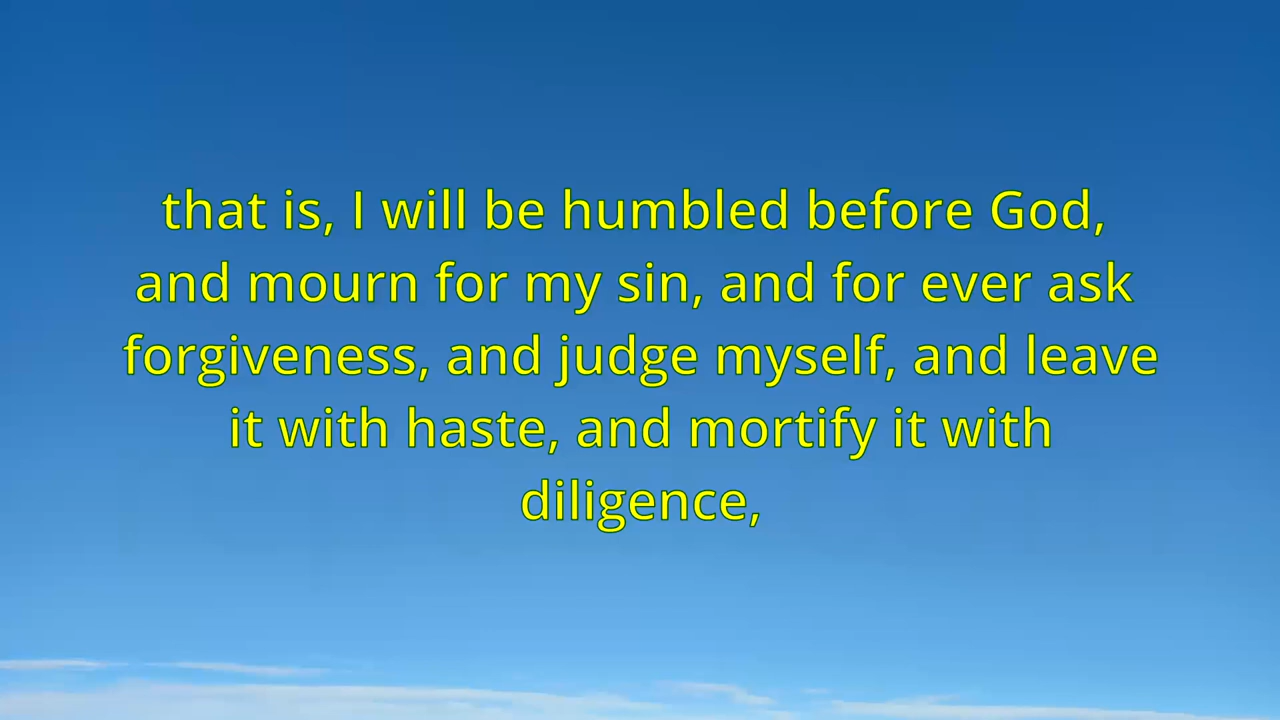 that is, I will be humbled before God,
and mourn for my sin, and for ever ask
forgiveness, and judge myself, and leave
it with haste, and mortify it with
diligence,